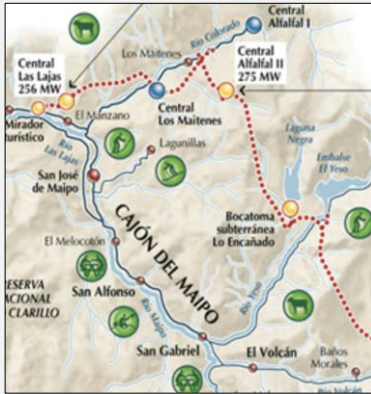 Central
Alfalfal I
Río Colorado
Los Maitenes
Central
Las Lajas
256 MW
Central
Alfalfal II
275 MW
El Manzano
Central
Los Maitenes
Mirador
turístico
Río
Las Lajas
Lagunillas
Laguna
Negra
Embalse
El Yeso
San José
de Maipo
Bocatoma
subterránea
Lo Encañado
CAJÓN DEL MAIPO
El Melocotón
RESERVA
NACIONAL
CLARILLO
San Alfonso
Río Maipo
Río Yeso
San Gabriel
El Volcán
Baños
Morales